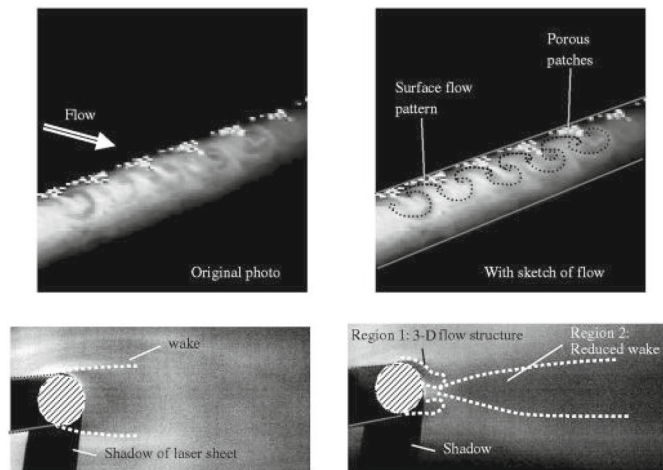 Flow
Original photo
Porous
patches
Surface flow
pattern
With sketch of flow
wake
Shadow of laser sheet
Region 1: 3-D flow structure
Region 2:
Reduced wake
Shadow